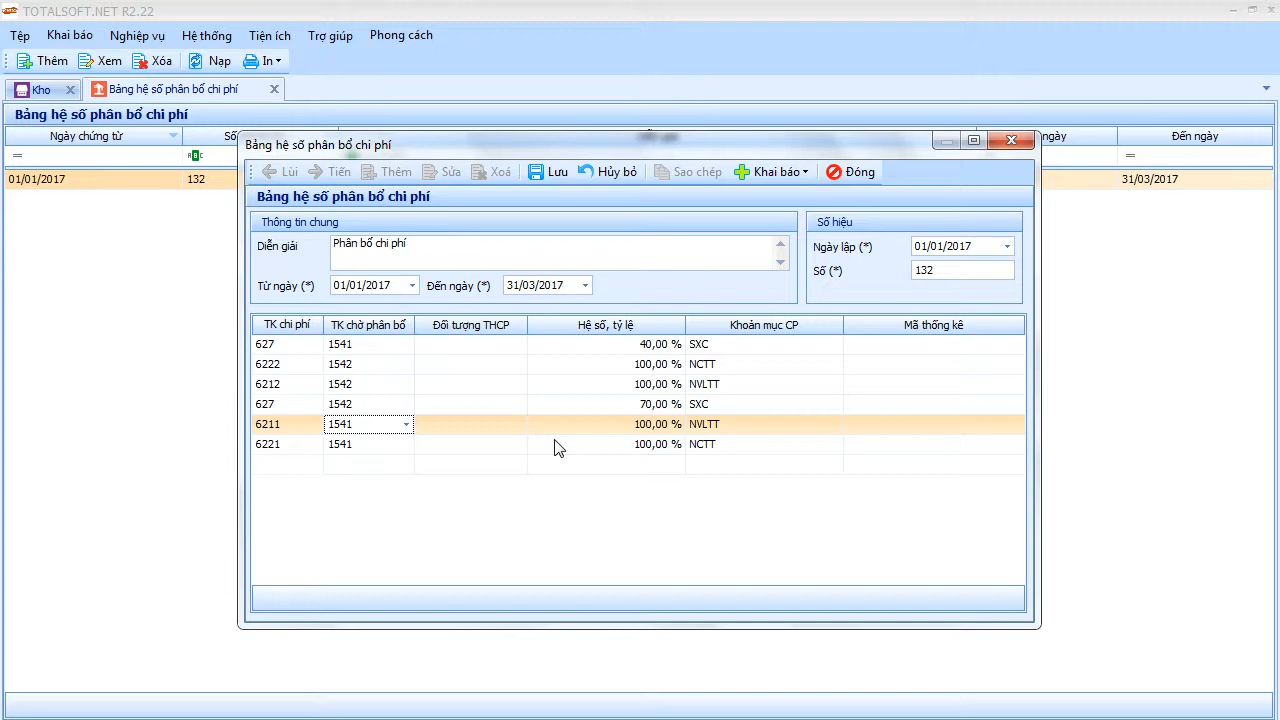 TOTALSOFT.NET R2.22
Tệp Khai báo Nghiệp vụ Hệ thống Tiện ích Trợ giúp Phong cách
Thêm Xem Xóa Nạp In
Kho Bảng hệ số phân bổ chi phí
Bảng hệ số phân bổ chi phí
Ngày chứng từ Số ngày Đến ngày
= ABC =
01/01/2017 132 31/03/2017
Bảng hệ số phân bổ chi phí
Lùi Tiến Thêm Sửa Xoá Lưu Hủy bỏ Sao chép Khai báo Đóng
Bảng hệ số phân bổ chi phí
Thông tin chung Số hiệu
Diễn giải Phân bổ chi phí Ngày lập (*) 01/01/2017
Số (*) 132
Từ ngày (*) 01/01/2017 Đến ngày (*) 31/03/2017
TK chi phí TK chờ phân bổ Đối tượng THCP Hệ số, tỷ lệ Khoản mục CP Mã thống kê
627 1541 40,00 % SXC
6222 1542 100,00 % NCTT
6212 1542 100,00 % NVLTT
627 1542 70,00 % SXC
6211 1541 100,00 % NVLTT
6221 1541 100,00 % NCTT